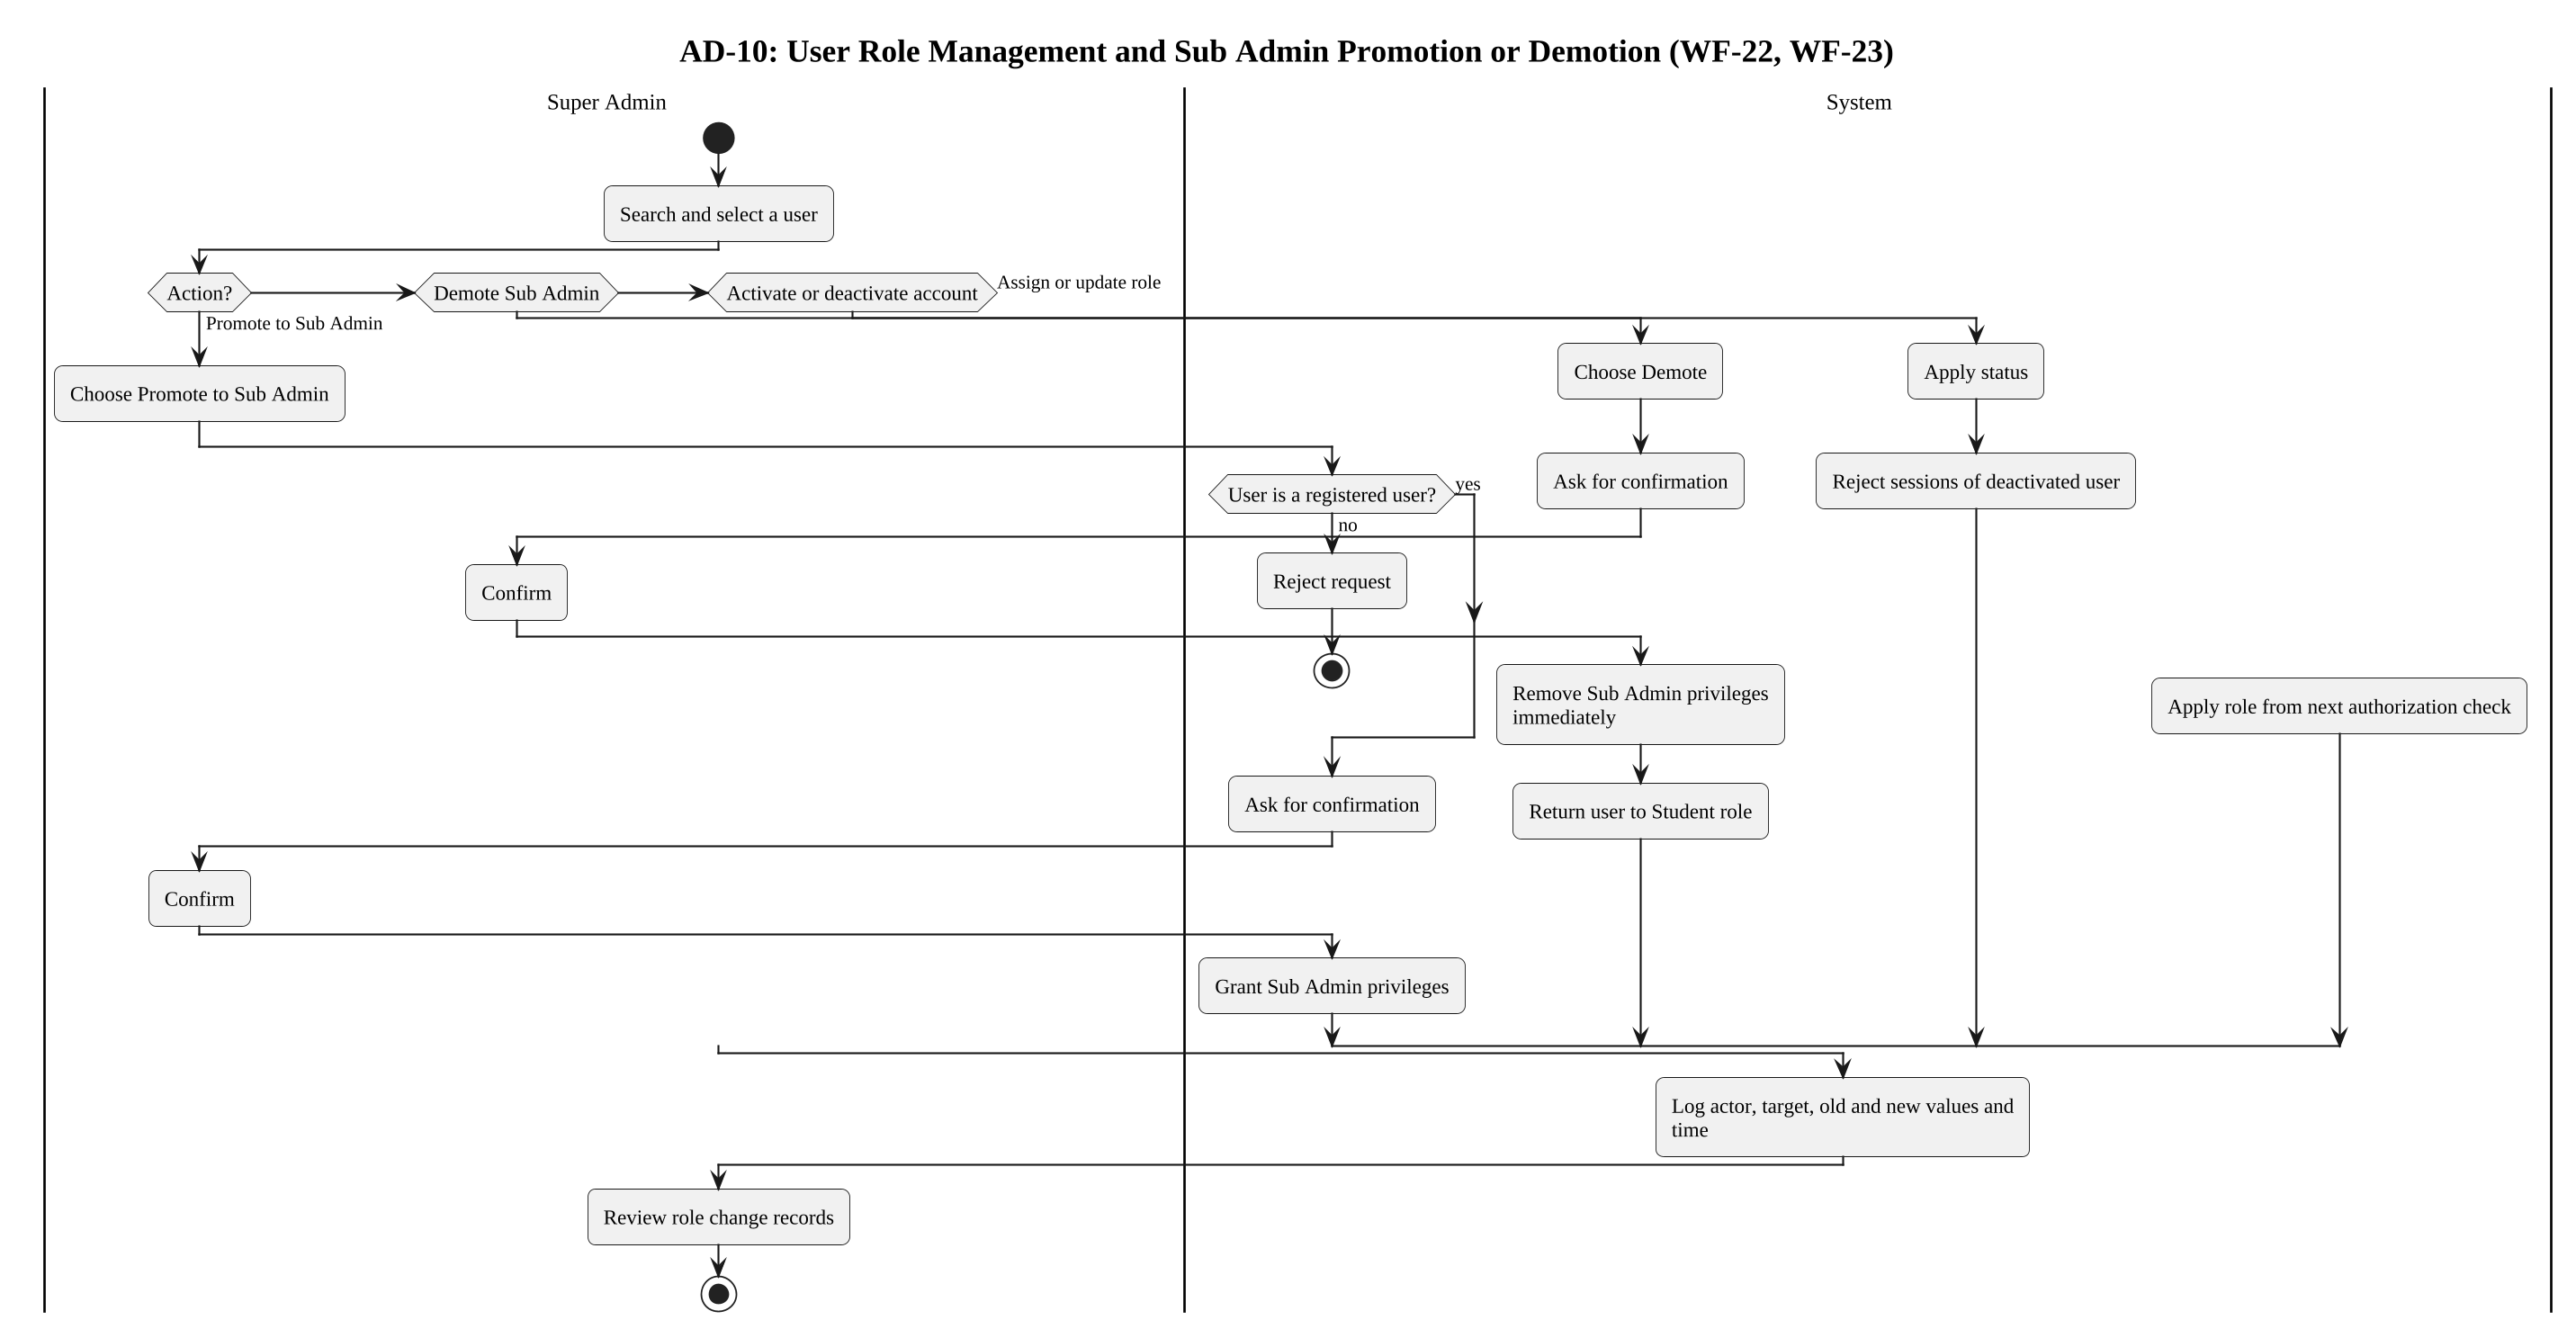 AD-10: User Role Management and Sub Admin Promotion or Demotion (WF-22, WF-23)
Super Admin
System
Search and select a user
Action?
Demote Sub Admin
Activate or deactivate account
Assign or update role
Promote to Sub Admin
Choose Promote to Sub Admin
Choose Demote
Apply status
User is a registered user?
yes
no
Ask for confirmation
Reject sessions of deactivated user
Confirm
Reject request
Remove Sub Admin privileges
immediately
Apply role from next authorization check
Ask for confirmation
Return user to Student role
Confirm
Grant Sub Admin privileges
Log actor, target, old and new values and
time
Review role change records